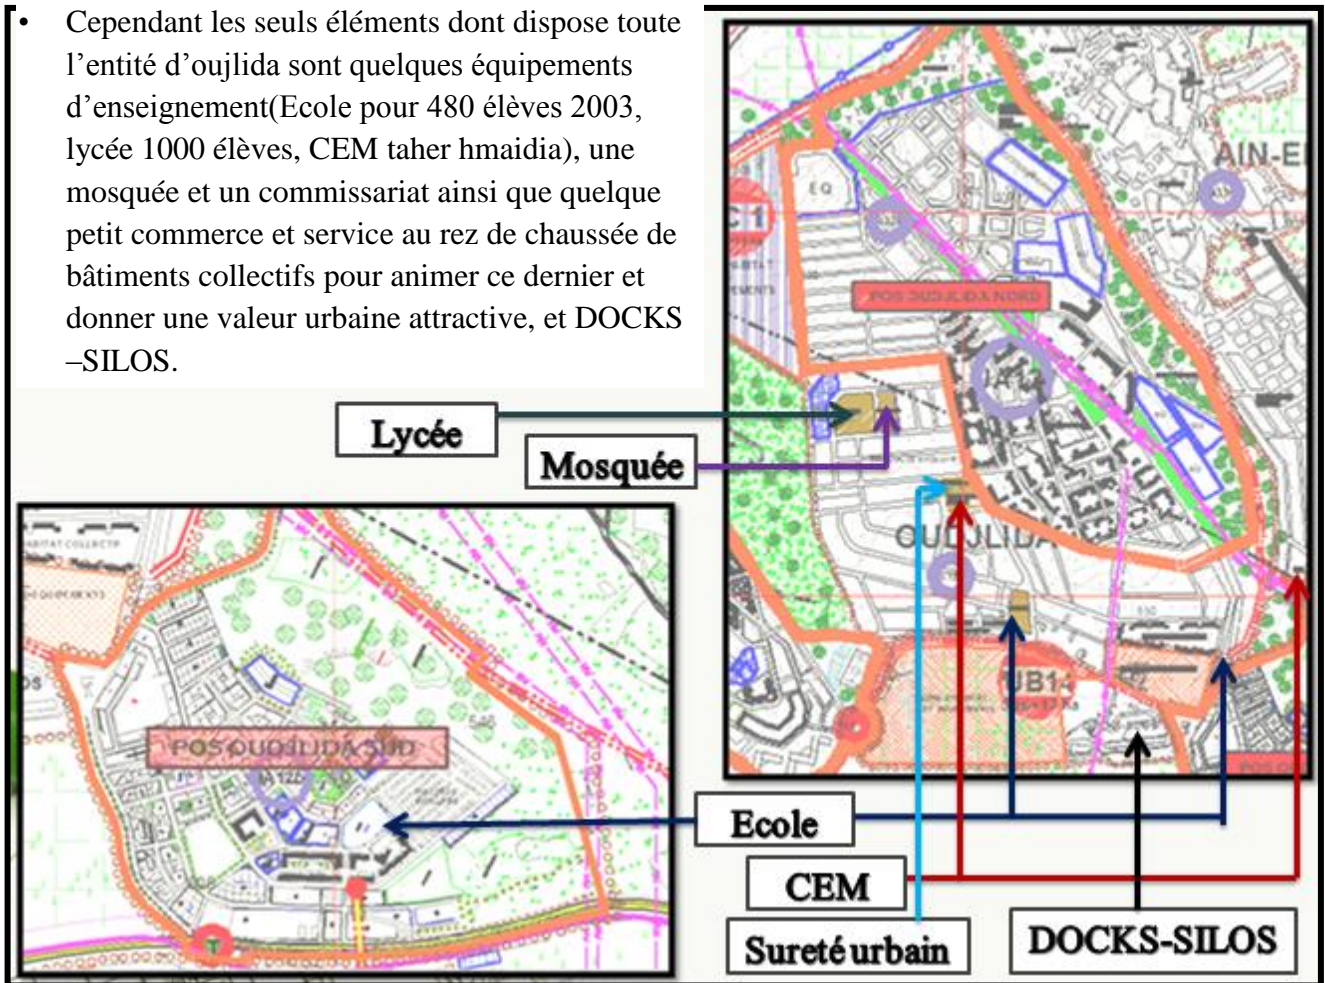 • Cependant les seuls éléments dont dispose toute
l’entité d’oujlida sont quelques équipements
d’enseignement(Ecole pour 480 élèves 2003,
lycée 1000 élèves, CEM taher hmaidia), une
mosquée et un commissariat ainsi que quelque
petit commerce et service au rez de chaussée de
bâtiments collectifs pour animer ce dernier et
donner une valeur urbaine attractive, et DOCKS
–SILOS.
AIN-E
EQ
C1
POS OUDJLIDA NORD
Lycée
Mosquée
OUDJLIDA
UB14
POS OUDJLIDA SUD
Ecole
CEM
Sureté urbain
DOCKS-SILOS